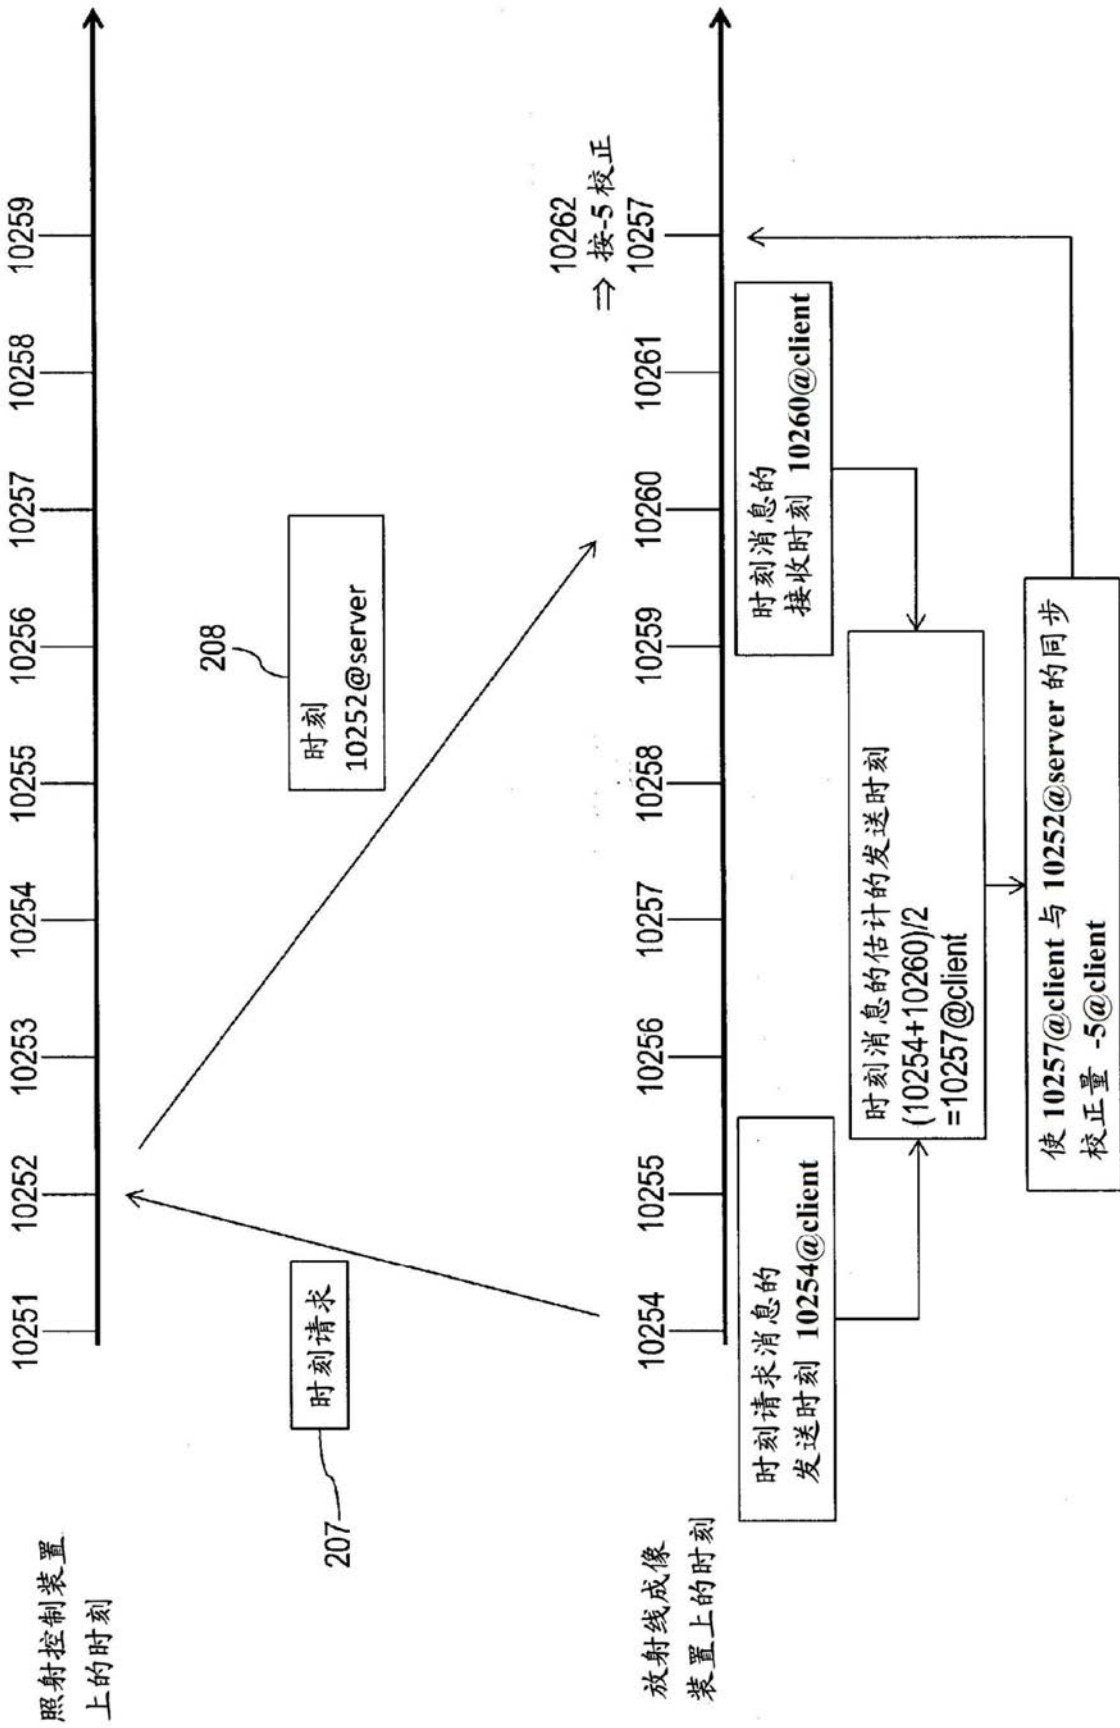 照射控制装置
上的时刻
10251
10252
10253
10254
10255
10256
10257
10258
10259
207
时刻请求
208
时刻
10252@server
放射线成像
装置上的时刻
10254
10255
10256
10257
10258
10259
10260
10261
10262
⇒ 按-5 校正
10257
时刻请求消息的
发送时刻 10254@client
时刻消息的
接收时刻 10260@client
时刻消息的估计的发送时刻
(10254+10260)/2
=10257@client
使 10257@client 与 10252@server 的同步
校正量 -5@client